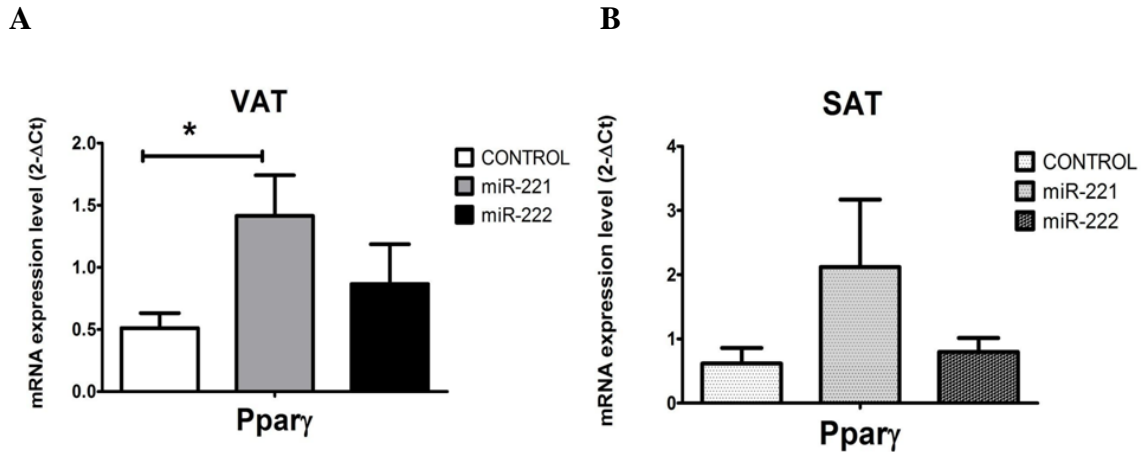 A
VAT
mRNA expression level (2-ΔCt)
2.0
1.5
1.0
0.5
0.0
*
CONTROL
miR-221
miR-222
Pparγ
B
SAT
mRNA expression level (2-ΔCt)
4
3
2
1
0
CONTROL
miR-221
miR-222
Pparγ